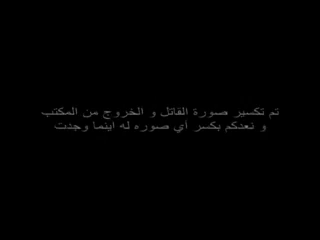 تم تكسير صورة القاتل و الخروج من المكتب
و نعدكم بكسر أي صوره له اينما وجدت